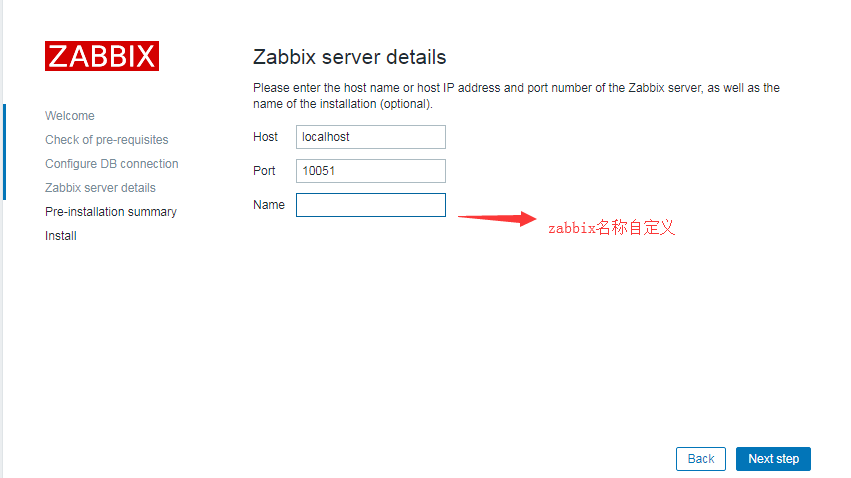 ZABBIX
Welcome
Check of pre-requisites
Configure DB connection
Zabbix server details
Pre-installation summary
Install
Zabbix server details
Please enter the host name or host IP address and port number of the Zabbix server, as well as the
name of the installation (optional).
Host localhost
Port 10051
Name
zabbix名称自定义
Back Next step